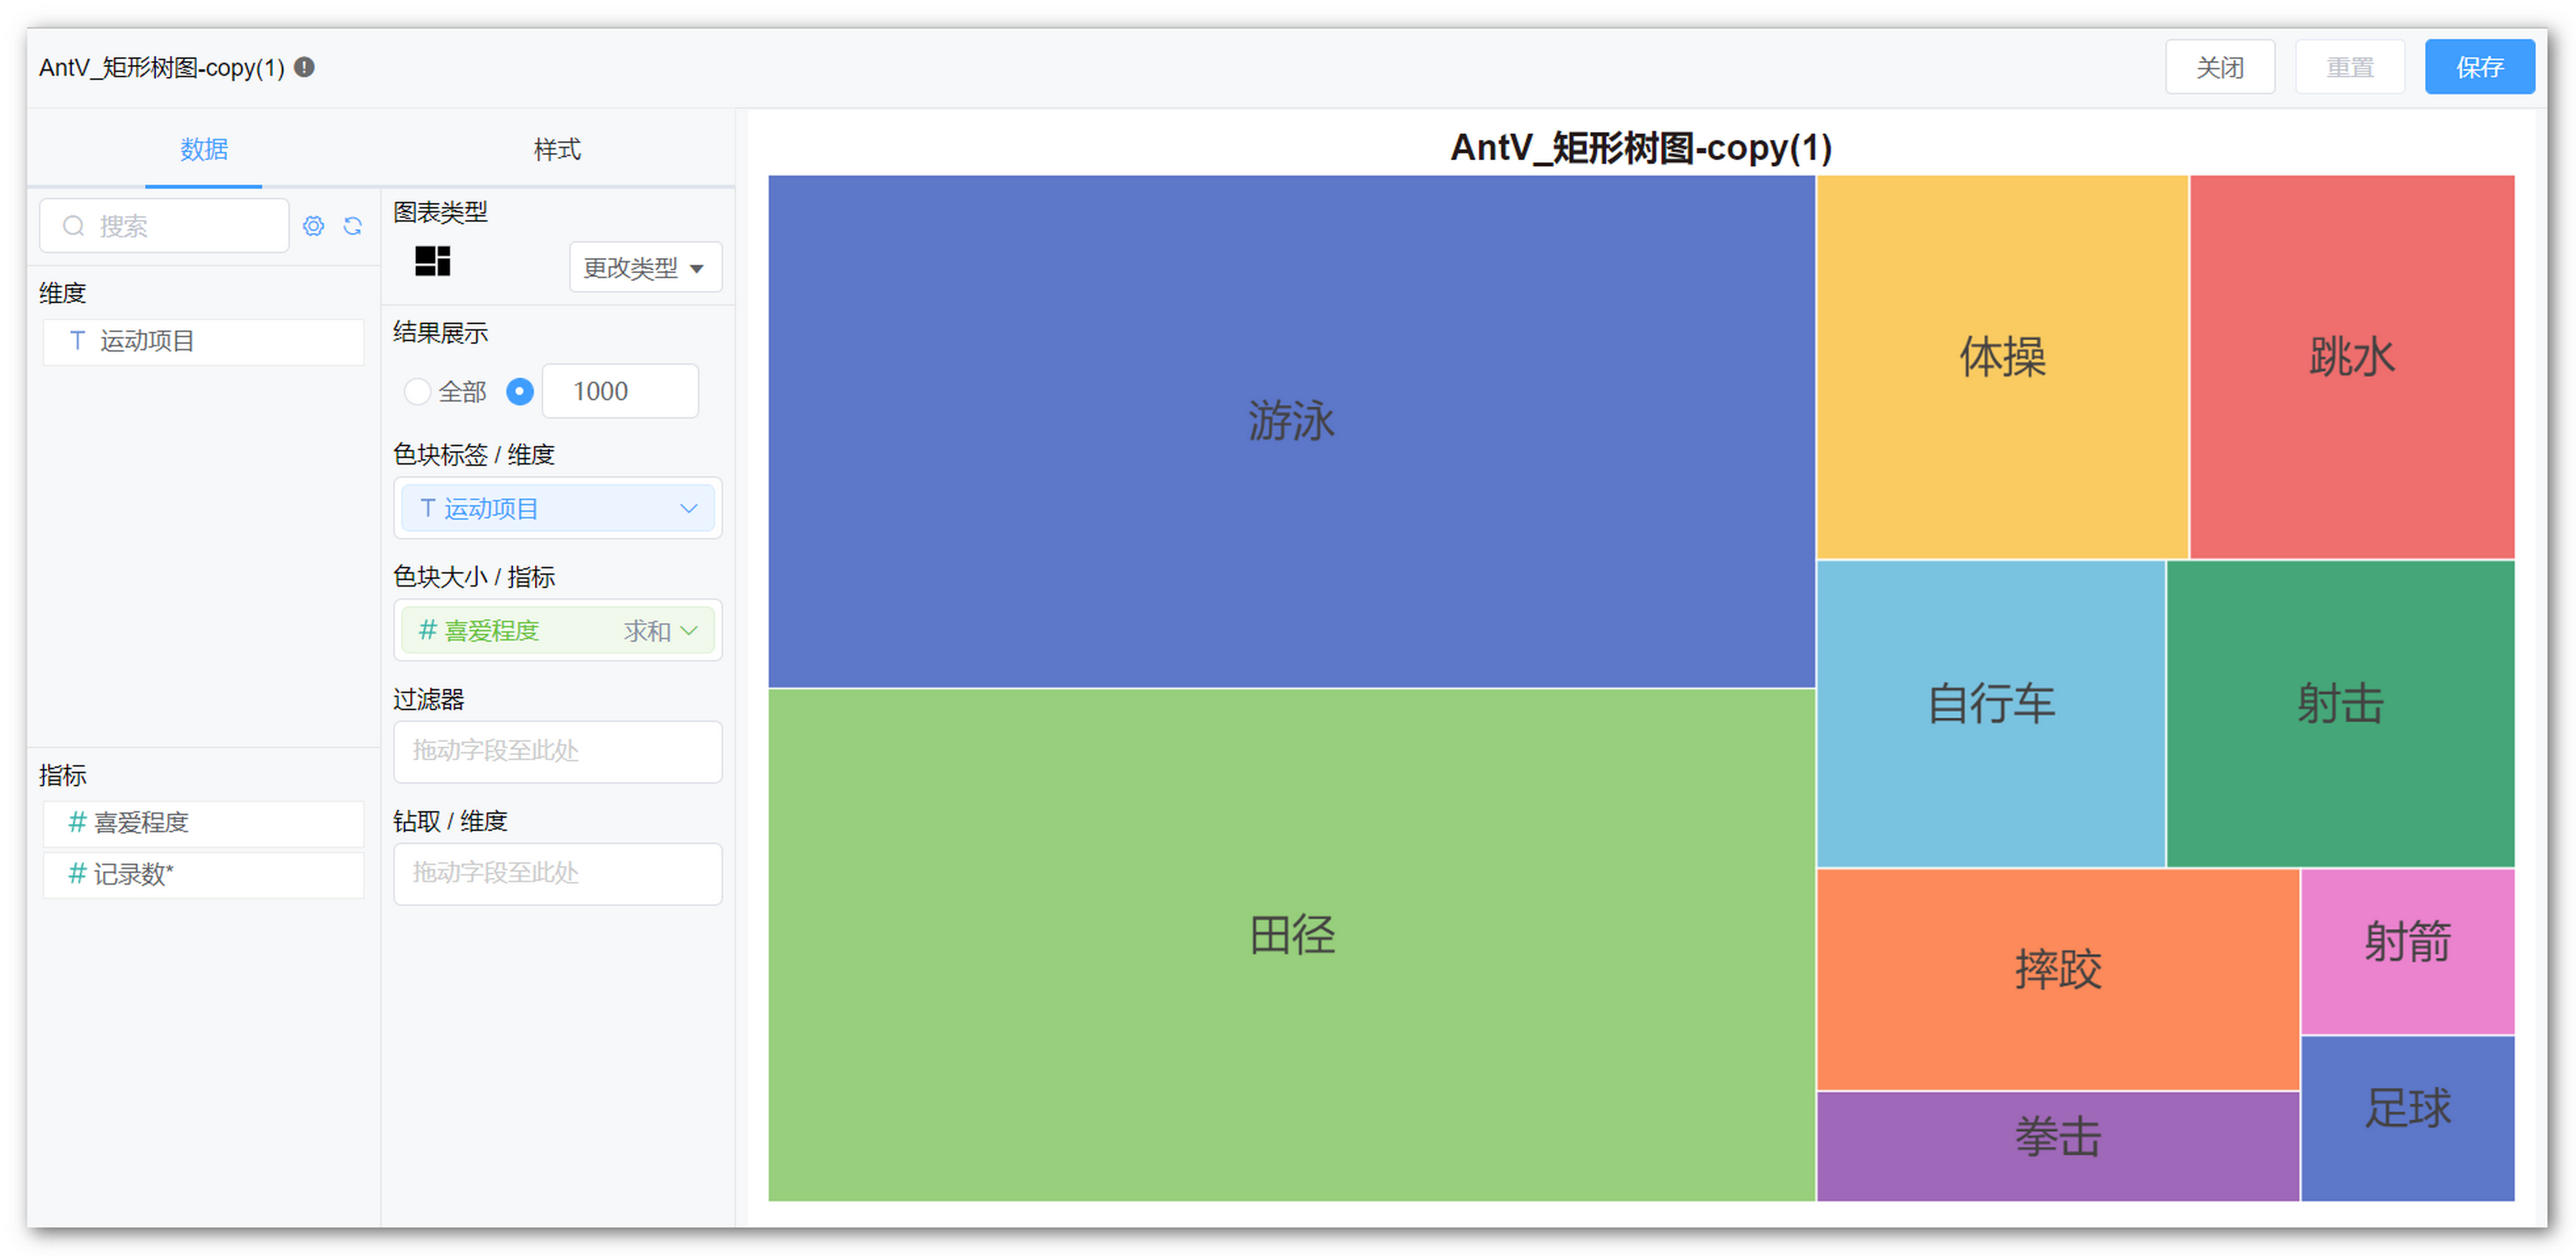 AntV_矩形树图-copy(1)
关闭
重置
保存
数据
样式
搜索
维度
T 运动项目
指标
# 喜爱程度
# 记录数*
图表类型
更改类型
结果展示
全部
1000
色块标签 / 维度
T 运动项目
色块大小 / 指标
# 喜爱程度 求和
过滤器
拖动字段至此处
钻取 / 维度
拖动字段至此处
AntV_矩形树图-copy(1)
游泳
体操
跳水
自行车
射击
田径
摔跤
射箭
足球
拳击